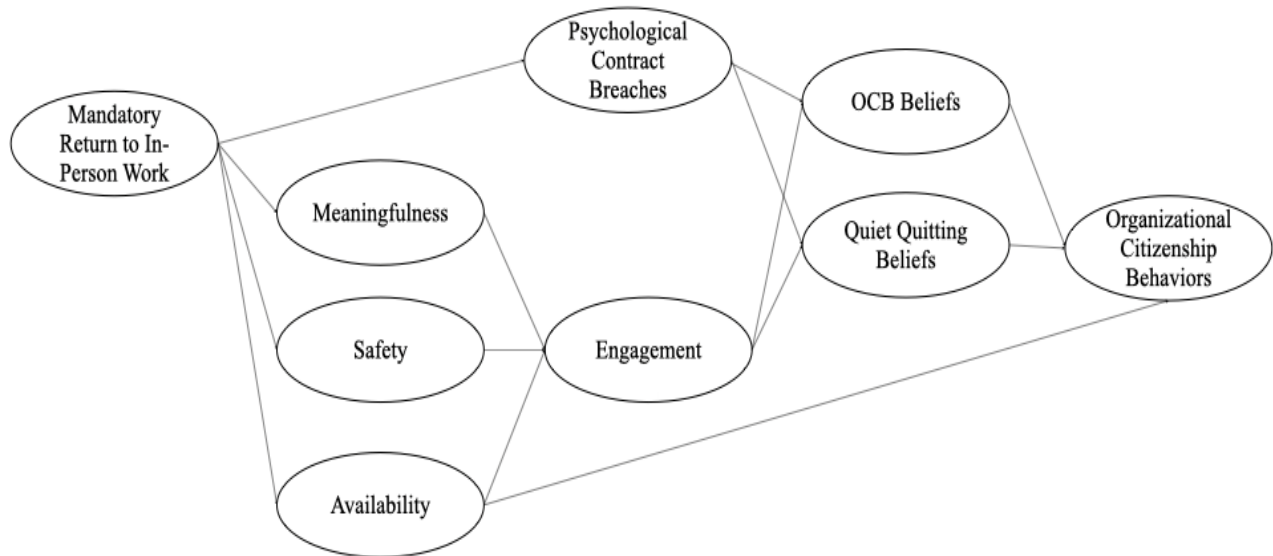 Psychological
Contract
Breaches
OCB Beliefs
Mandatory
Return to In-
Person Work
Meaningfulness
Quiet Quitting
Beliefs
Organizational
Citizenship
Behaviors
Safety
Engagement
Availability